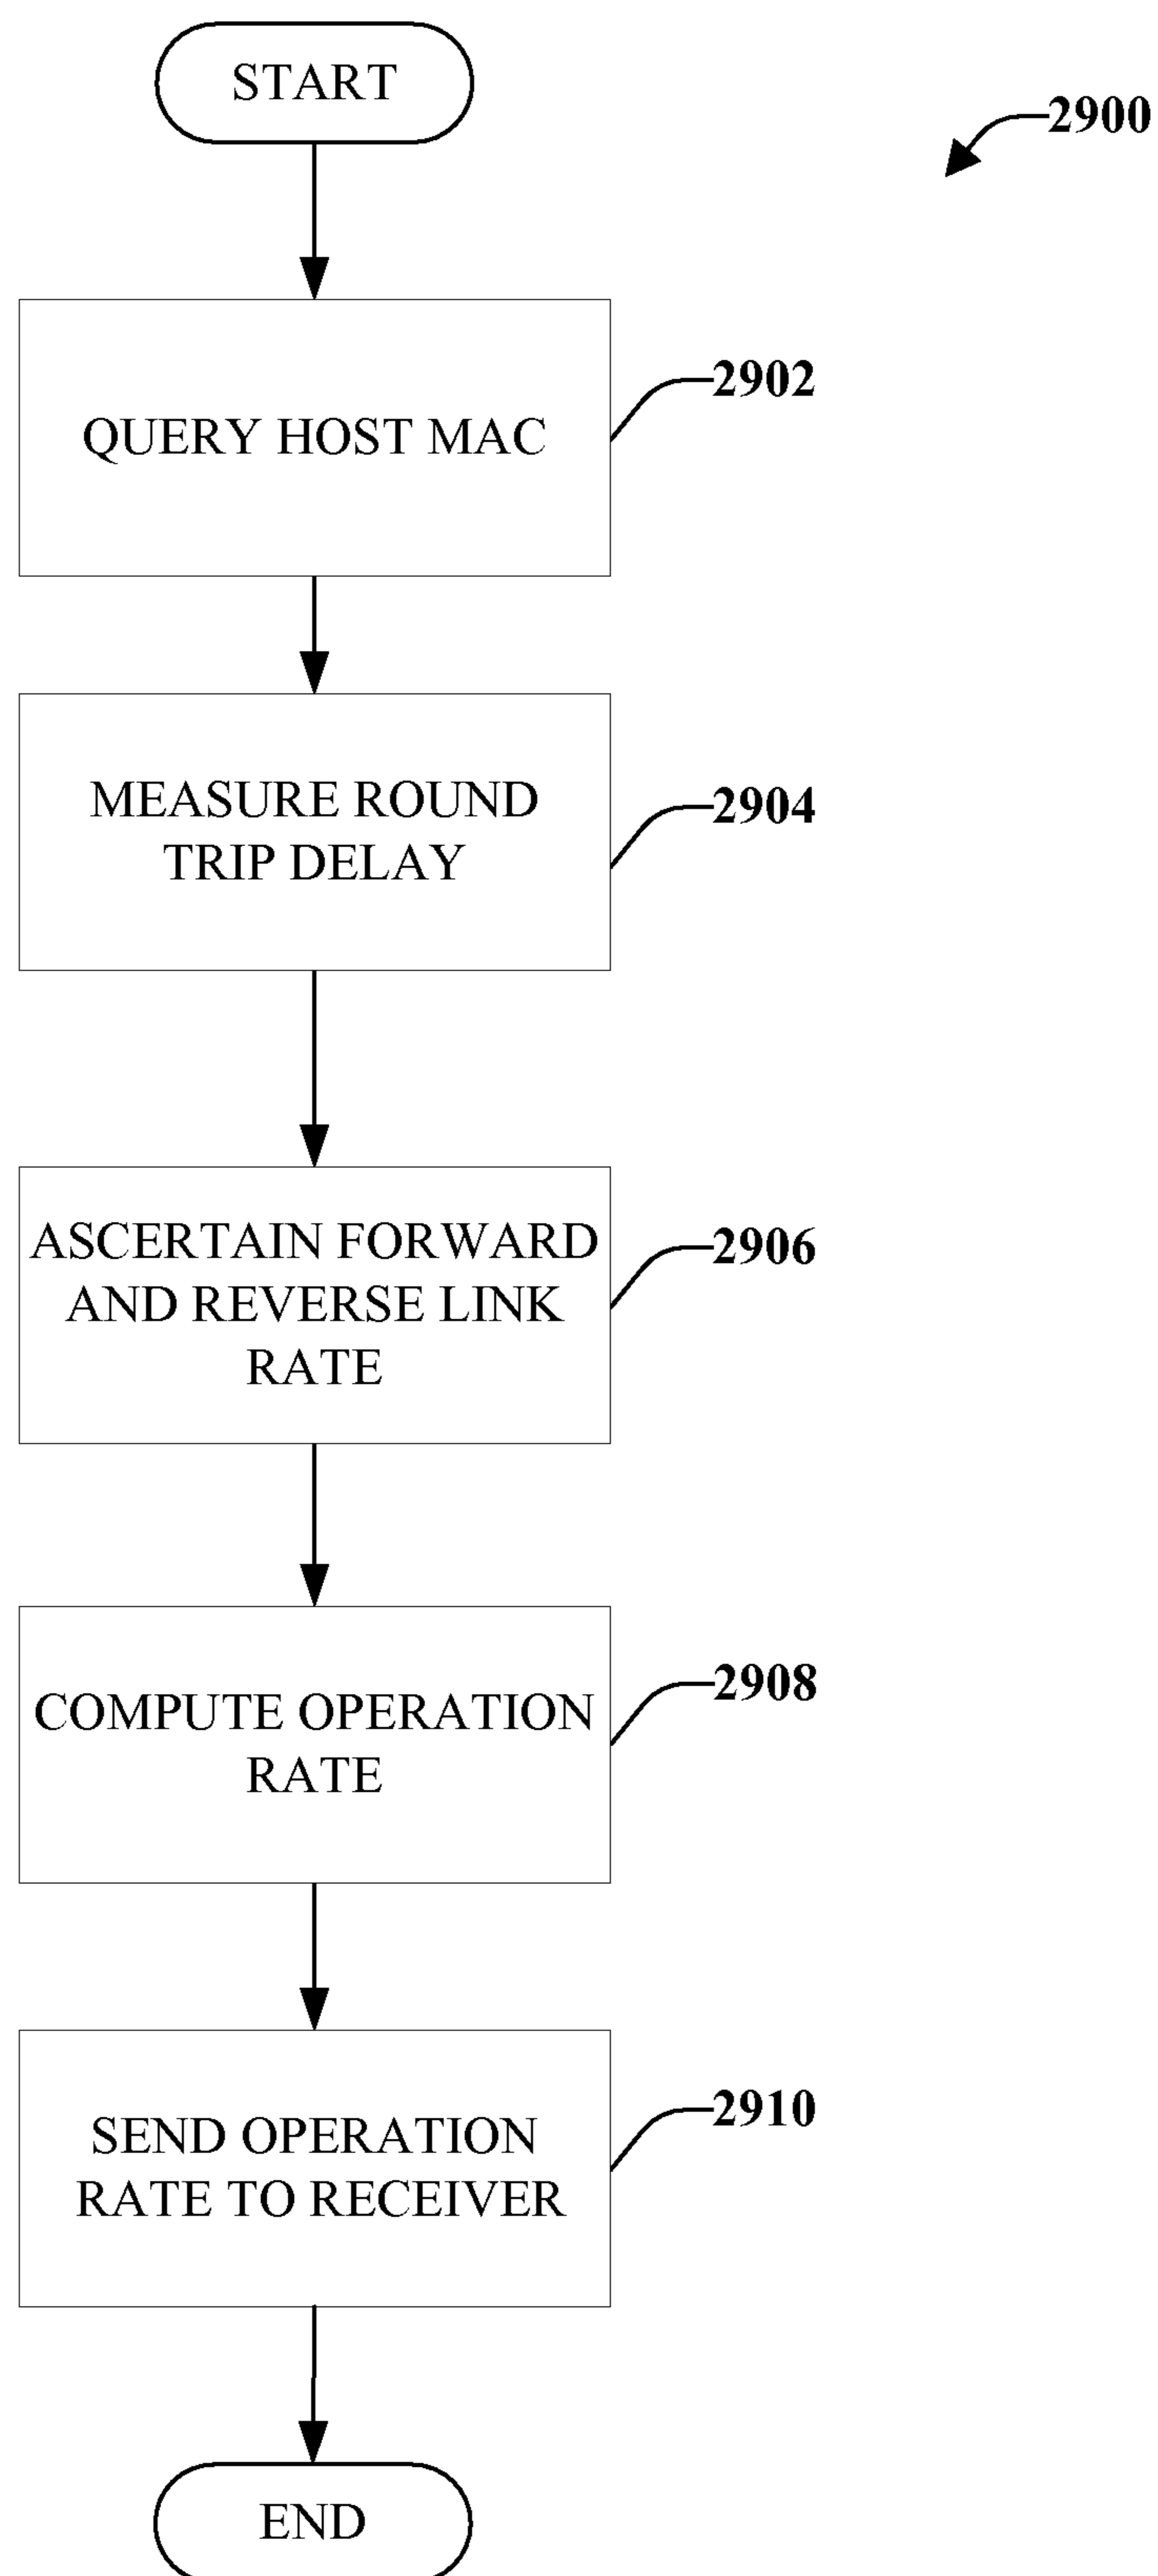 START
2900
QUERY HOST MAC
2902
MEASURE ROUND
TRIP DELAY
2904
ASCERTAIN FORWARD
AND REVERSE LINK
RATE
2906
COMPUTE OPERATION
RATE
2908
SEND OPERATION
RATE TO RECEIVER
2910
END